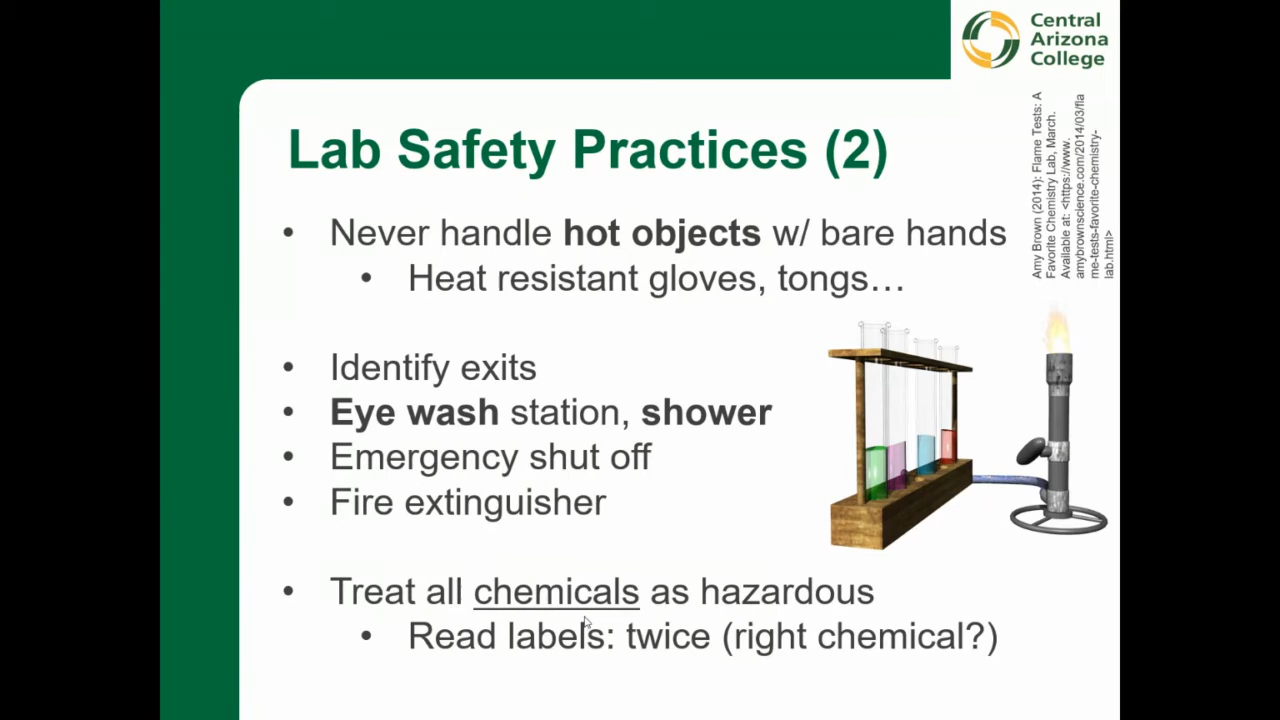 Central
Arizona
College
Lab Safety Practices (2)
• Never handle hot objects w/ bare hands
• Heat resistant gloves, tongs…
• Identify exits
• Eye wash station, shower
• Emergency shut off
• Fire extinguisher
• Treat all chemicals as hazardous
• Read labels: twice (right chemical?)
Amy Brown (2014): Flame Tests: A
Favorite Chemistry Lab, March.
Available at: <https://www.
amybrownscience.com/2014/03/fla
me-tests-favorite-chemistry-
lab.html>